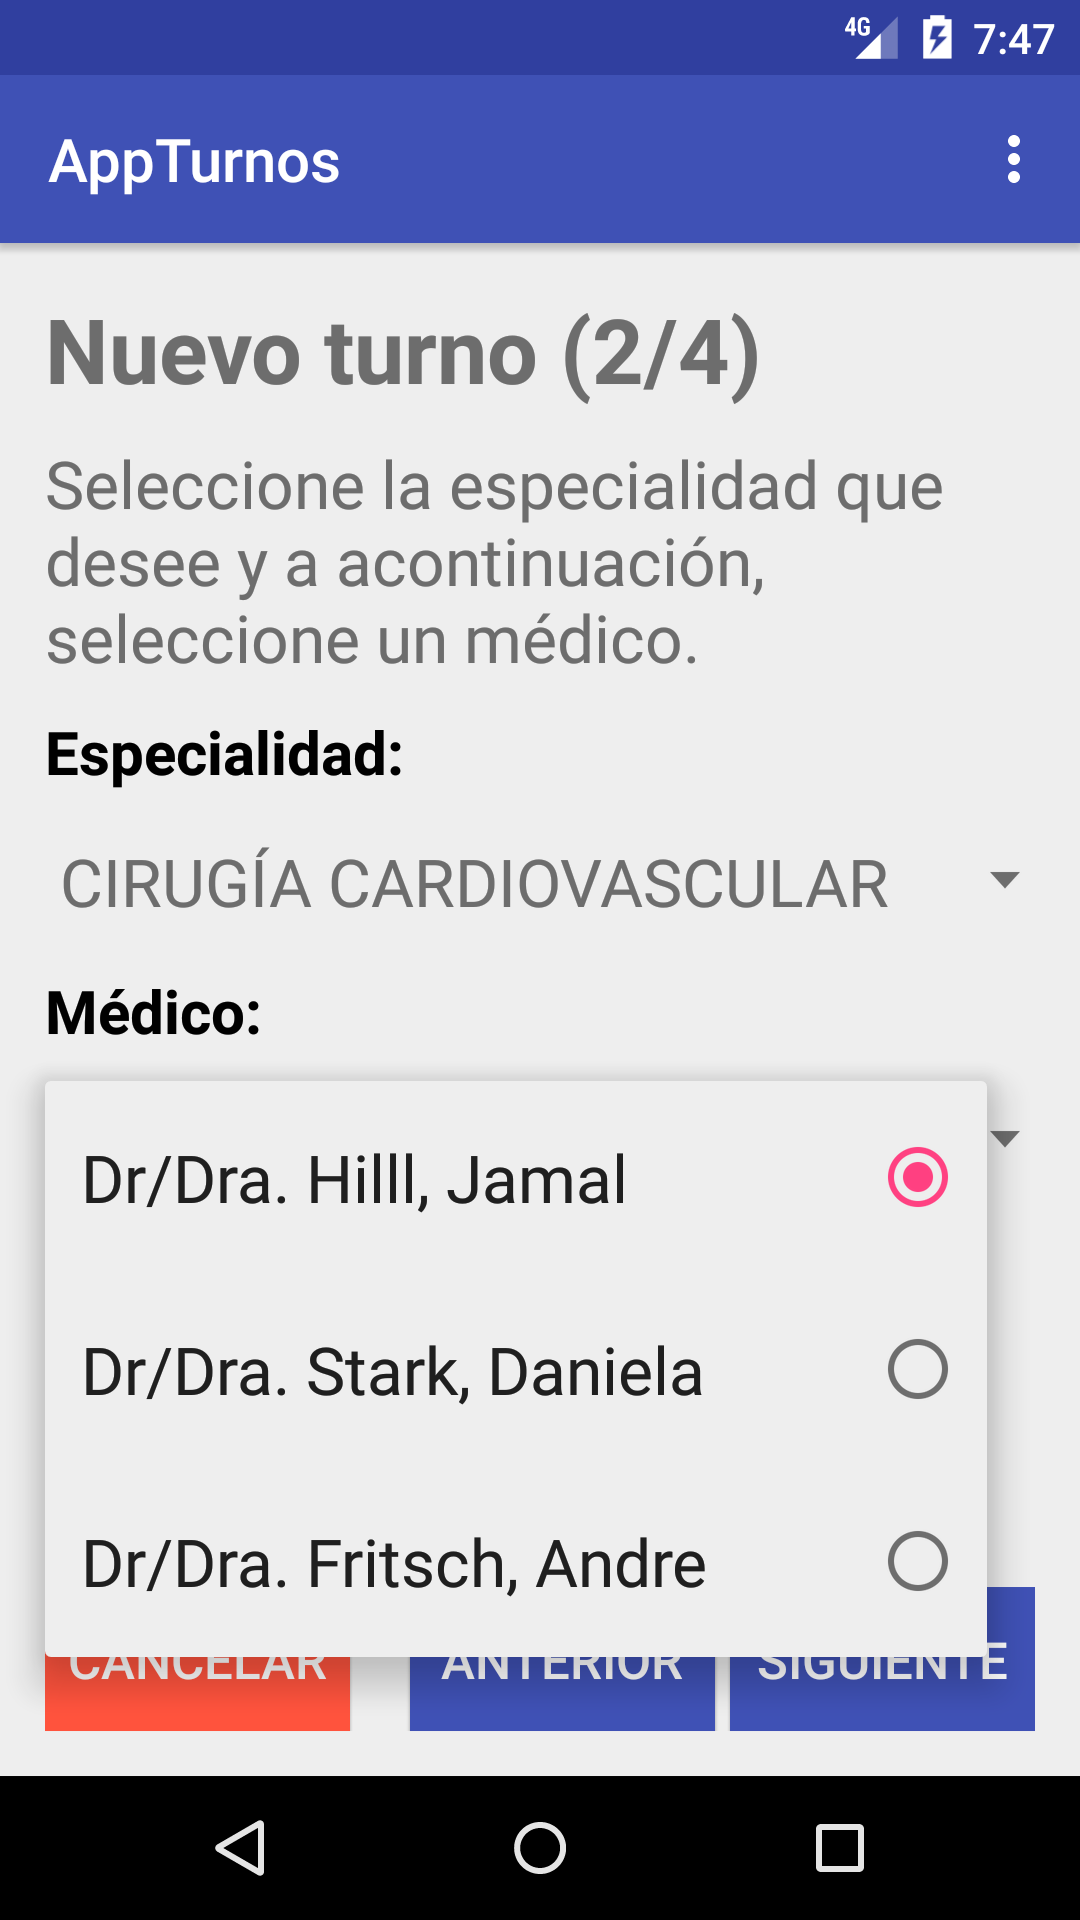 4G 7:47
AppTurnos
Nuevo turno (2/4)
Seleccione la especialidad que
desee y a acontinuación,
seleccione un médico.
Especialidad:
CIRUGÍA CARDIOVASCULAR
Médico:
Dr/Dra. Hilll, Jamal
Dr/Dra. Stark, Daniela
Dr/Dra. Fritsch, Andre
CANCELAR ANTERIOR SIGUIENTE